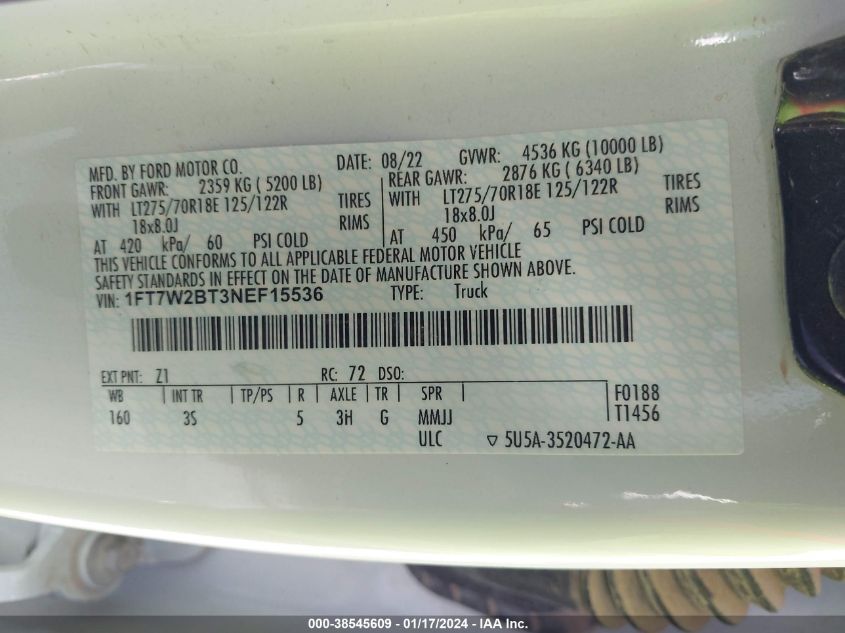 MFD. BY FORD MOTOR CO. DATE: 08/22 GVWR: 4536 KG (10000 LB)
FRONT GAWR: 2359 KG ( 5200 LB) REAR GAWR: 2876 KG ( 6340 LB)
WITH LT275/70R18E 125/122R TIRES WITH LT275/70R18E 125/122R TIRES
18x8.0J RIMS 18x8.0J RIMS
AT 420 kPa/ 60 PSI COLD AT 450 kPa/ 65 PSI COLD
THIS VEHICLE CONFORMS TO ALL APPLICABLE FEDERAL MOTOR VEHICLE
SAFETY STANDARDS IN EFFECT ON THE DATE OF MANUFACTURE SHOWN ABOVE.
VIN: 1FT7W2BT3NEF15536 TYPE: Truck
EXT PNT: Z1 RC: 72 DSO:
WB INT TR TP/PS R AXLE TR SPR F0188
160 3S 5 3H G MMJJ T1456
ULC ▽ 5U5A-3520472-AA
000-38545609 - 01/17/2024 - IAA Inc.